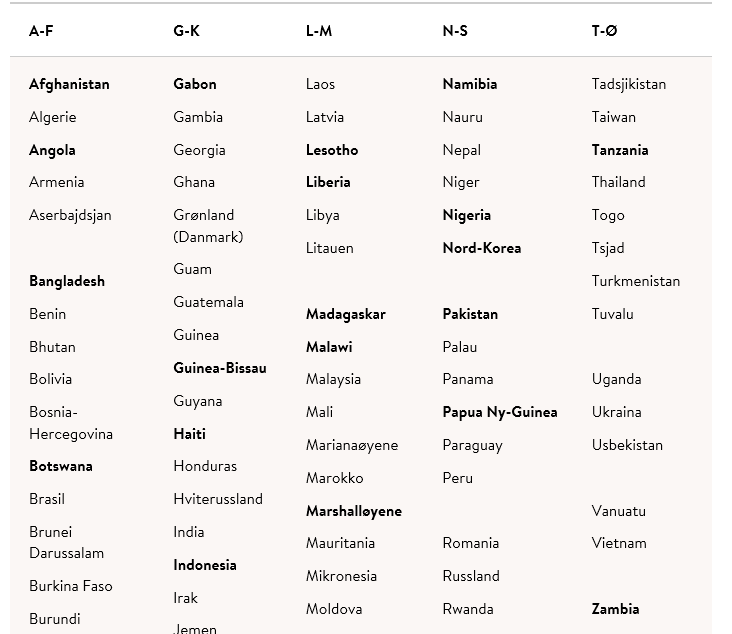 A-F
Afghanistan
Algerie
Angola
Armenia
Aserbajdsjan
Bangladesh
Benin
Bhutan
Bolivia
Bosnia-
Hercegovina
Botswana
Brasil
Brunei
Darussalam
Burkina Faso
Burundi
G-K
Gabon
Gambia
Georgia
Ghana
Grønland
(Danmark)
Guam
Guatemala
Guinea
Guinea-Bissau
Guyana
Haiti
Honduras
Hviterussland
India
Indonesia
Irak
Jemen
L-M
Laos
Latvia
Lesotho
Liberia
Libya
Litauen
Madagaskar
Malawi
Malaysia
Mali
Marianaøyene
Marokko
Marshalløyene
Mauritania
Mikronesia
Moldova
N-S
Namibia
Nauru
Nepal
Niger
Nigeria
Nord-Korea
Pakistan
Palau
Panama
Papua Ny-Guinea
Paraguay
Peru
Romania
Russland
Rwanda
T-Ø
Tadsjikistan
Taiwan
Tanzania
Thailand
Togo
Tsjad
Turkmenistan
Tuvalu
Uganda
Ukraina
Usbekistan
Vanuatu
Vietnam
Zambia